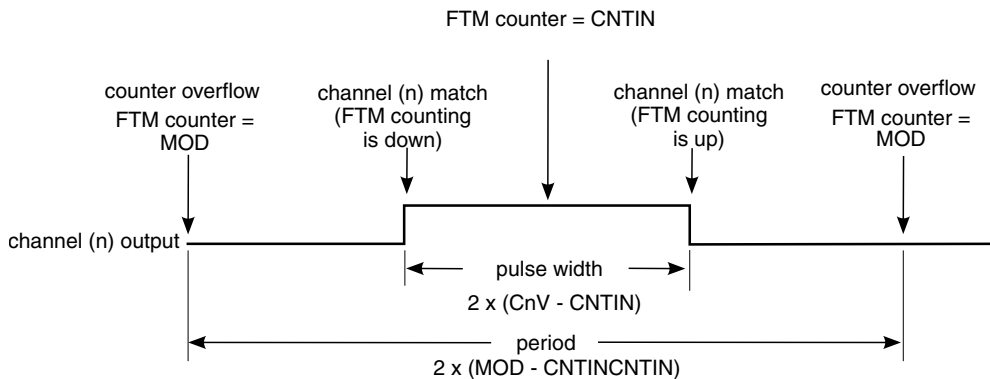 FTM counter = CNTIN
counter overflow
FTM counter =
MOD
channel (n) match
(FTM counting
is down)
channel (n) match
(FTM counting
is up)
counter overflow
FTM counter =
MOD
channel (n) output
pulse width
2 x (CnV - CNTIN)
period
2 x (MOD - CNTINCNTIN)